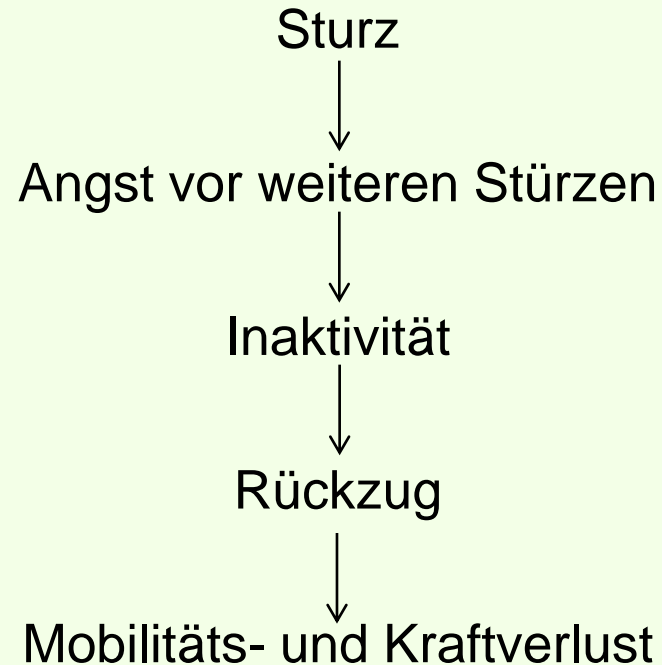 Sturz
Angst vor weiteren Stürzen
Inaktivität
Rückzug
Mobilitäts- und Kraftverlust